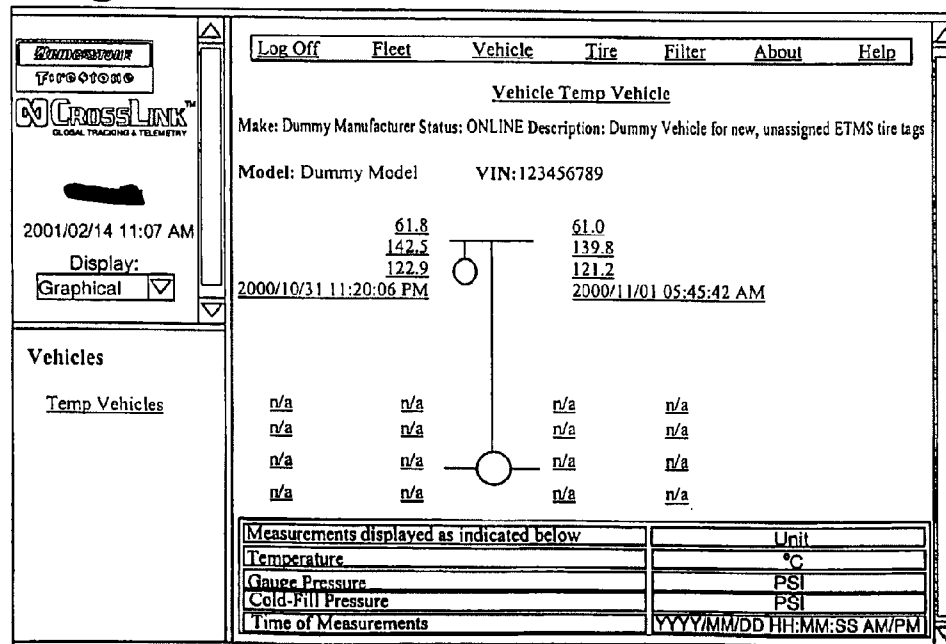 BRIDGESTONE
Firestone
CROSSLINK™
GLOBAL TRACKING & TELEMETRY
2001/02/14 11:07 AM
Display:
Graphical
Vehicles
Temp Vehicles
Log Off Fleet Vehicle Tire Filter About Help
Vehicle Temp Vehicle
Make: Dummy Manufacturer Status: ONLINE Description: Dummy Vehicle for new, unassigned ETMS tire tags
Model: Dummy Model VIN:123456789
61.8 61.0
142.5 139.8
122.9 121.2
2000/10/31 11:20:06 PM 2000/11/01 05:45:42 AM
n/a n/a n/a n/a
n/a n/a n/a n/a
n/a n/a n/a n/a
n/a n/a n/a n/a
Measurements displayed as indicated below Unit
Temperature °C
Gauge Pressure PSI
Cold-Fill Pressure PSI
Time of Measurements YYYY/MM/DD HH:MM:SS AM/PM